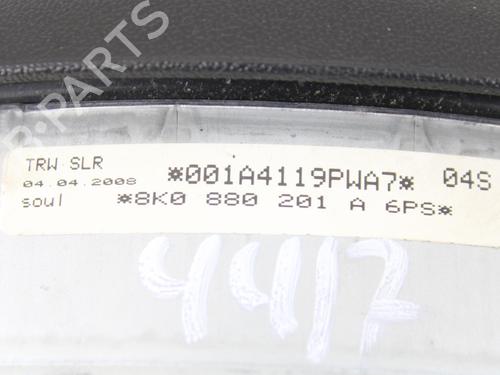 B-PARTS
TRW SLR
04.04.2008
soul
*001A4119PWA7* 04S
*8K0 880 201 A 6PS*
4417